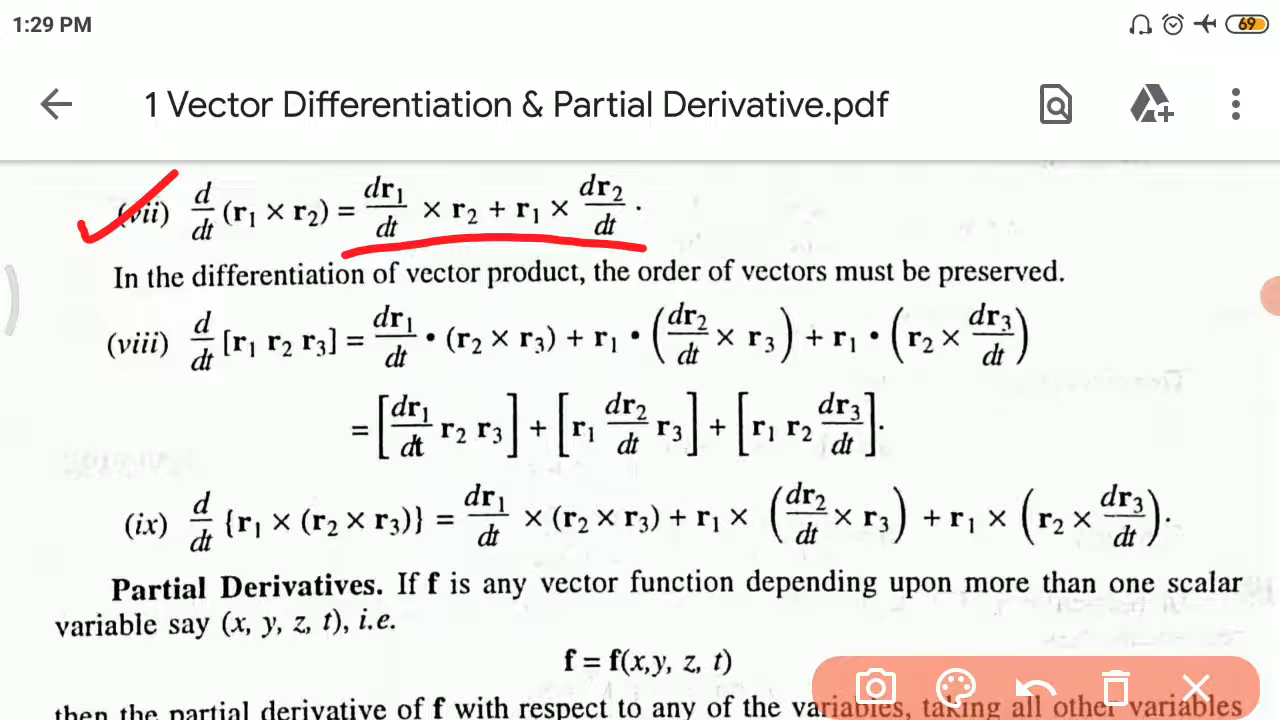 1:29 PM
69
1 Vector Differentiation & Partial Derivative.pdf
(vii) d/dt (r₁ × r₂) = dr₁/dt × r₂ + r₁ × dr₂/dt .
In the differentiation of vector product, the order of vectors must be preserved.
(viii) d/dt [r₁ r₂ r₃] = dr₁/dt • (r₂ × r₃) + r₁ • (dr₂/dt × r₃) + r₁ • (r₂ × dr₃/dt)
= [dr₁/dt r₂ r₃] + [r₁ dr₂/dt r₃] + [r₁ r₂ dr₃/dt].
(ix) d/dt {r₁ × (r₂ × r₃)} = dr₁/dt × (r₂ × r₃) + r₁ × (dr₂/dt × r₃) + r₁ × (r₂ × dr₃/dt).
Partial Derivatives. If f is any vector function depending upon more than one scalar
variable say (x, y, z, t), i.e.
f = f(x,y, z, t)
then the partial derivative of f with respect to any of the variables, taking all other variables